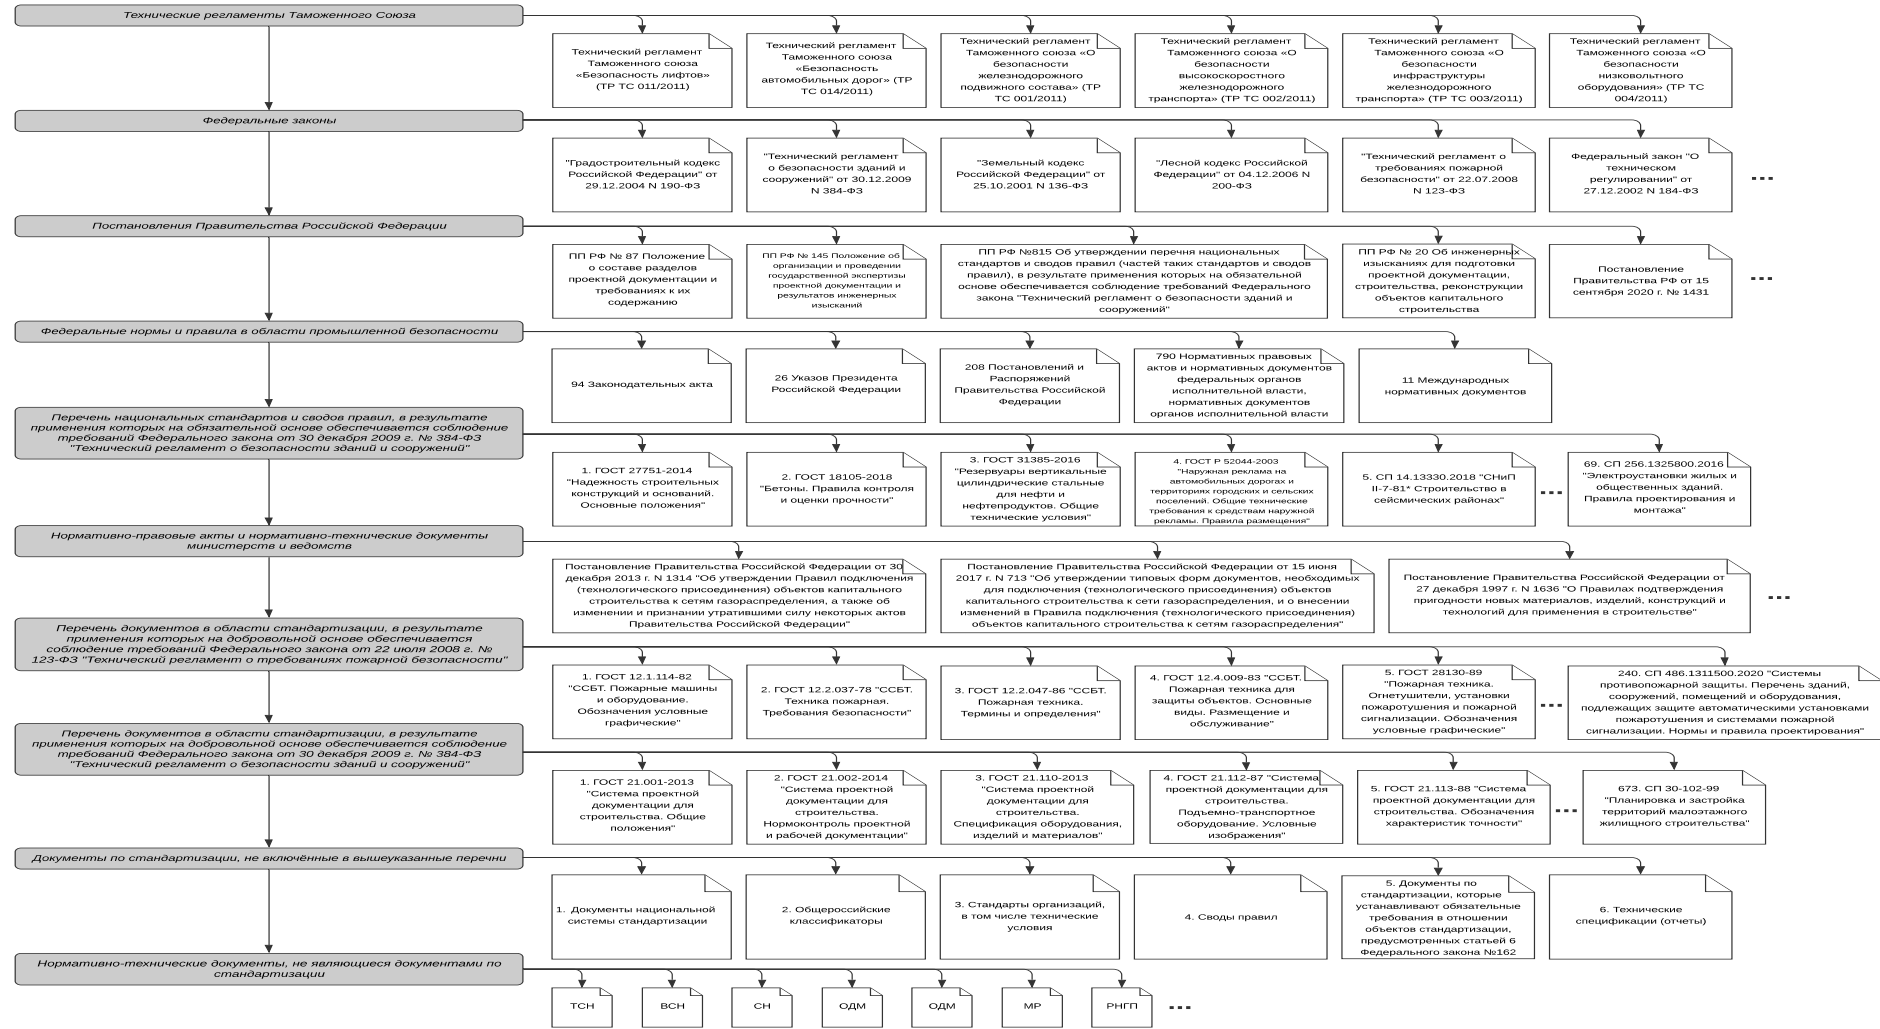 Технические регламенты Таможенного Союза
Технический регламент
Таможенного союза
«Безопасность лифтов»
(ТР ТС 011/2011)
Технический регламент
Таможенного союза
«Безопасность
автомобильных дорог» (ТР
ТС 014/2011)
Технический регламент
Таможенного союза «О
безопасности
железнодорожного
подвижного состава» (ТР
ТС 001/2011)
Технический регламент
Таможенного союза «О
безопасности
высокоскоростного
железнодорожного
транспорта» (ТР ТС 002/2011)
Технический регламент
Таможенного союза «О
безопасности
инфраструктуры
железнодорожного
транспорта» (ТР ТС 003/2011)
Технический регламент
Таможенного союза «О
безопасности
низковольтного
оборудования» (ТР ТС
004/2011)
Федеральные законы
"Градостроительный кодекс
Российской Федерации" от
29.12.2004 N 190-ФЗ
"Технический регламент
о безопасности зданий и
сооружений" от 30.12.2009
N 384-ФЗ
"Земельный кодекс
Российской Федерации" от
25.10.2001 N 136-ФЗ
"Лесной кодекс Российской
Федерации" от 04.12.2006 N
200-ФЗ
"Технический регламент о
требованиях пожарной
безопасности" от 22.07.2008
N 123-ФЗ
Федеральный закон "О
техническом
регулировании" от
27.12.2002 N 184-ФЗ
...
Постановления Правительства Российской Федерации
ПП РФ № 87 Положение
о составе разделов
проектной документации и
требованиях к их
содержанию
ПП РФ № 145 Положение об
организации и проведении
государственной экспертизы
проектной документации и
результатов инженерных
изысканий
ПП РФ №815 Об утверждении перечня национальных
стандартов и сводов правил (частей таких стандартов и сводов
правил), в результате применения которых на обязательной
основе обеспечивается соблюдение требований Федерального
закона "Технический регламент о безопасности зданий и
сооружений"
ПП РФ № 20 Об инженерных
изысканиях для подготовки
проектной документации,
строительства, реконструкции
объектов капитального
строительства
Постановление
Правительства РФ от 15
сентября 2020 г. № 1431
...
Федеральные нормы и правила в области промышленной безопасности
94 Законодательных акта
26 Указов Президента
Российской Федерации
208 Постановлений и
Распоряжений
Правительства Российской
Федерации
790 Нормативных правовых
актов и нормативных документов
федеральных органов
исполнительной власти,
нормативных документов
органов исполнительной власти
11 Международных
нормативных документов
Перечень национальных стандартов и сводов правил, в результате
применения которых на обязательной основе обеспечивается соблюдение
требований Федерального закона от 30 декабря 2009 г. № 384-ФЗ
"Технический регламент о безопасности зданий и сооружений"
1. ГОСТ 27751-2014
"Надежность строительных
конструкций и оснований.
Основные положения"
2. ГОСТ 18105-2018
"Бетоны. Правила контроля
и оценки прочности"
3. ГОСТ 31385-2016
"Резервуары вертикальные
цилиндрические стальные
для нефти и
нефтепродуктов. Общие
технические условия"
4. ГОСТ Р 52044-2003
"Наружная реклама на
автомобильных дорогах и
территориях городских и сельских
поселений. Общие технические
требования к средствам наружной
рекламы. Правила размещения"
5. СП 14.13330.2018 "СНиП
II-7-81* Строительство в
сейсмических районах"
...
69. СП 256.1325800.2016
"Электроустановки жилых и
общественных зданий.
Правила проектирования и
монтажа"
Нормативно-правовые акты и нормативно-технические документы
министерств и ведомств
Постановление Правительства Российской Федерации от 30
декабря 2013 г. N 1314 "Об утверждении Правил подключения
(технологического присоединения) объектов капитального
строительства к сетям газораспределения, а также об
изменении и признании утратившими силу некоторых актов
Правительства Российской Федерации"
Постановление Правительства Российской Федерации от 15 июня
2017 г. N 713 "Об утверждении типовых форм документов, необходимых
для подключения (технологического присоединения) объектов
капитального строительства к сети газораспределения, и о внесении
изменений в Правила подключения (технологического присоединения)
объектов капитального строительства к сетям газораспределения"
Постановление Правительства Российской Федерации от
27 декабря 1997 г. N 1636 "О Правилах подтверждения
пригодности новых материалов, изделий, конструкций и
технологий для применения в строительстве"
...
Перечень документов в области стандартизации, в результате
применения которых на добровольной основе обеспечивается
соблюдение требований Федерального закона от 22 июля 2008 г. №
123-ФЗ "Технический регламент о требованиях пожарной безопасности"
1. ГОСТ 12.1.114-82
"ССБТ. Пожарные машины
и оборудование.
Обозначения условные
графические"
2. ГОСТ 12.2.037-78 "ССБТ.
Техника пожарная.
Требования безопасности"
3. ГОСТ 12.2.047-86 "ССБТ.
Пожарная техника.
Термины и определения"
4. ГОСТ 12.4.009-83 "ССБТ.
Пожарная техника для
защиты объектов. Основные
виды. Размещение и
обслуживание"
5. ГОСТ 28130-89
"Пожарная техника.
Огнетушители, установки
пожаротушения и пожарной
сигнализации. Обозначения
условные графические"
...
240. СП 486.1311500.2020 "Системы
противопожарной защиты. Перечень зданий,
сооружений, помещений и оборудования,
подлежащих защите автоматическими установками
пожаротушения и системами пожарной
сигнализации. Нормы и правила проектирования"
Перечень документов в области стандартизации, в результате
применения которых на добровольной основе обеспечивается соблюдение
требований Федерального закона от 30 декабря 2009 г. № 384-ФЗ
"Технический регламент о безопасности зданий и сооружений"
1. ГОСТ 21.001-2013
"Система проектной
документации для
строительства. Общие
положения"
2. ГОСТ 21.002-2014
"Система проектной
документации для
строительства.
Нормоконтроль проектной
и рабочей документации"
3. ГОСТ 21.110-2013
"Система проектной
документации для
строительства.
Спецификация оборудования,
изделий и материалов"
4. ГОСТ 21.112-87 "Система
проектной документации для
строительства.
Подъемно-транспортное
оборудование. Условные
изображения"
5. ГОСТ 21.113-88 "Система
проектной документации для
строительства. Обозначения
характеристик точности"
...
673. СП 30-102-99
"Планировка и застройка
территорий малоэтажного
жилищного строительства"
Документы по стандартизации, не включённые в вышеуказанные перечни
1. Документы национальной
системы стандартизации
2. Общероссийские
классификаторы
3. Стандарты организаций,
в том числе технические
условия
4. Своды правил
5. Документы по
стандартизации, которые
устанавливают обязательные
требования в отношении
объектов стандартизации,
предусмотренных статьей 6
Федерального закона №162
6. Технические
спецификации (отчеты)
Нормативно-технические документы, не являющиеся документами по
стандартизации
ТСН
ВСН
СН
ОДМ
ОДМ
МР
РНГП
...